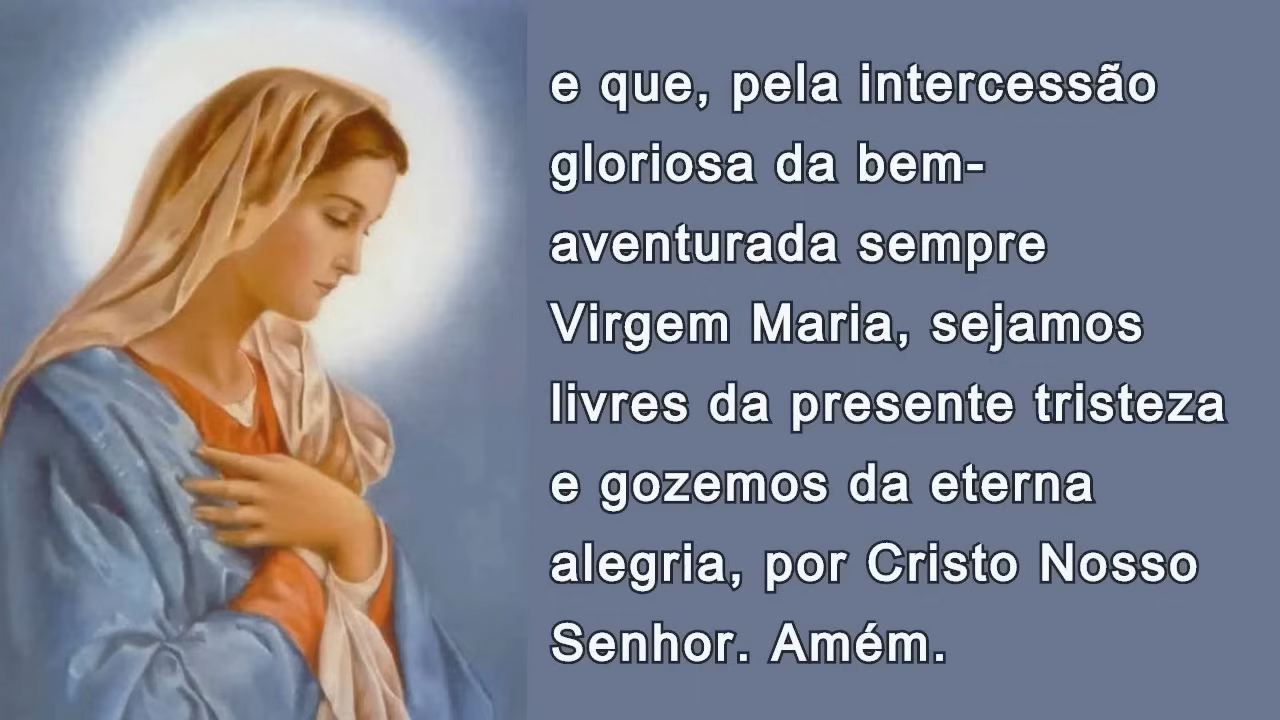 e que, pela intercessão
gloriosa da bem-
aventurada sempre
Virgem Maria, sejamos
livres da presente tristeza
e gozemos da eterna
alegria, por Cristo Nosso
Senhor. Amém.